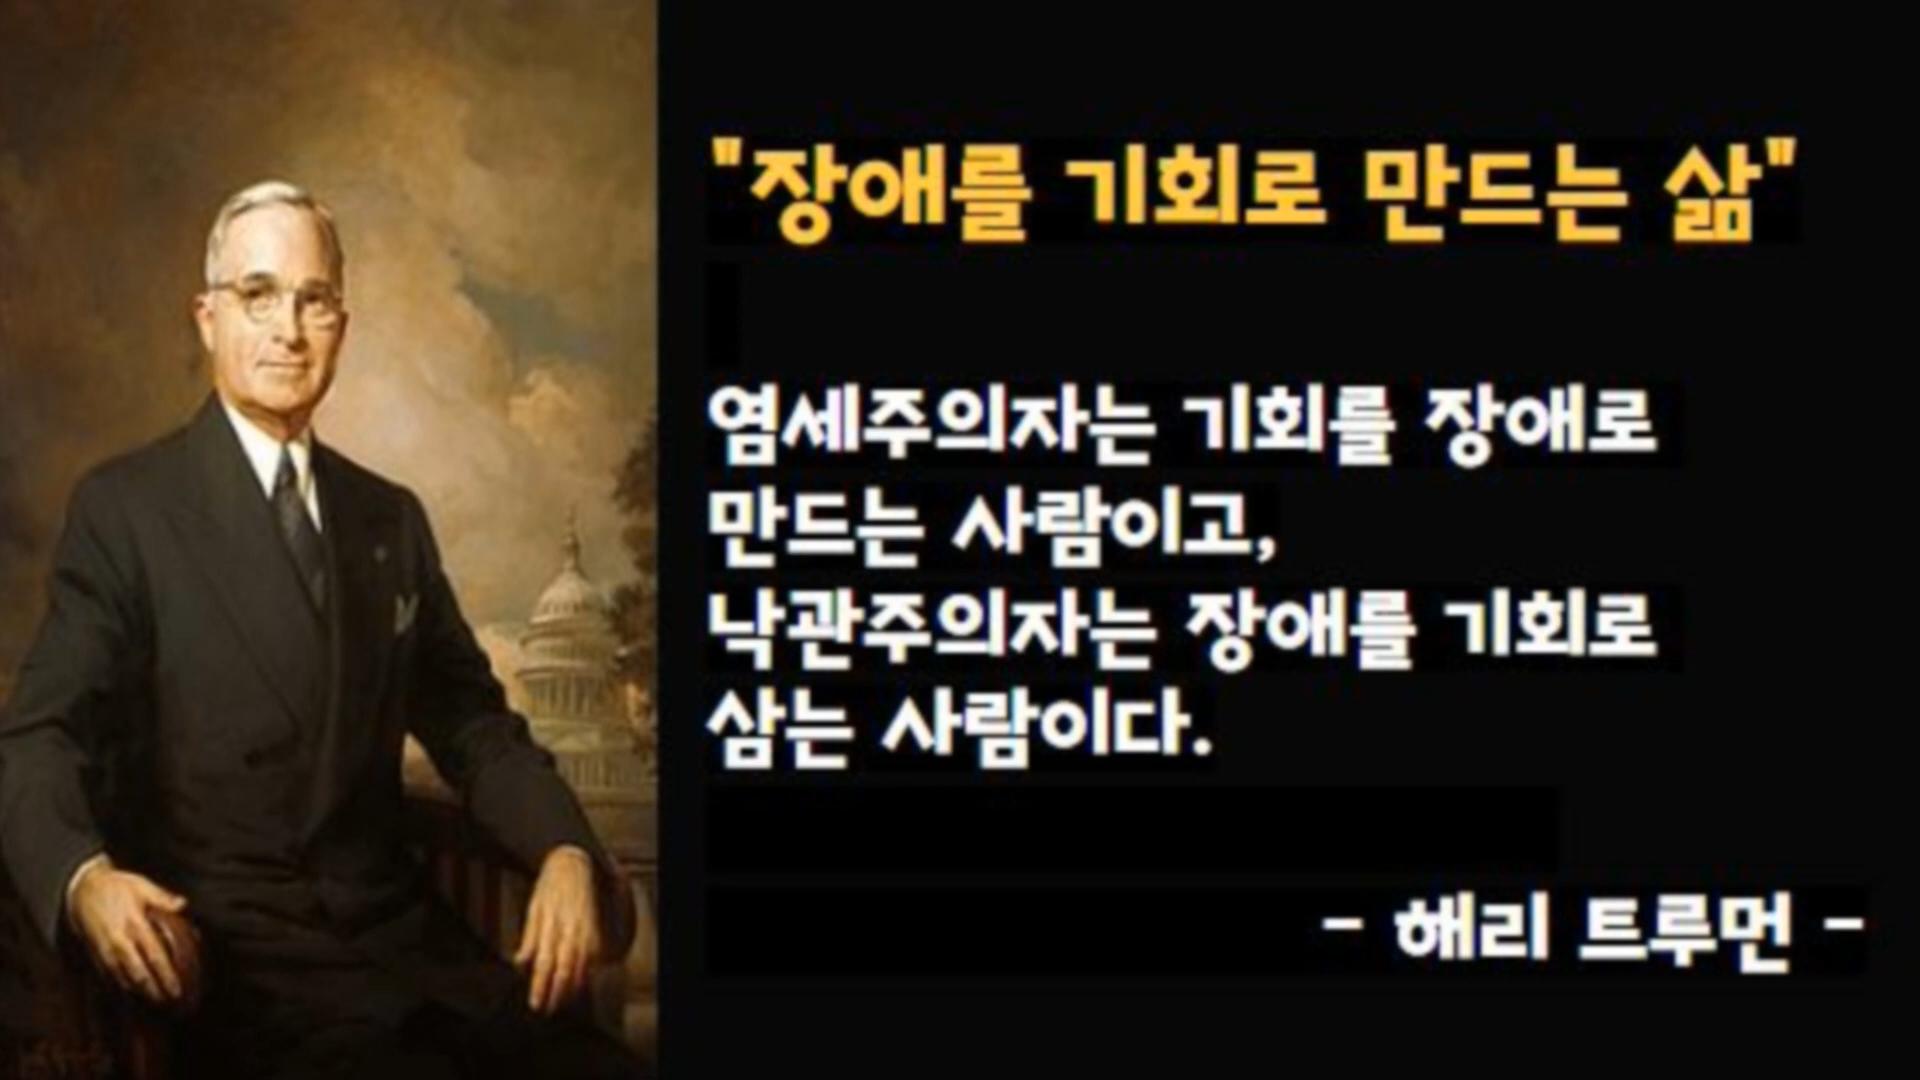 "장애를 기회로 만드는 삶"
염세주의자는 기회를 장애로
만드는 사람이고,
낙관주의자는 장애를 기회로
삼는 사람이다.
- 해리 트루먼 -